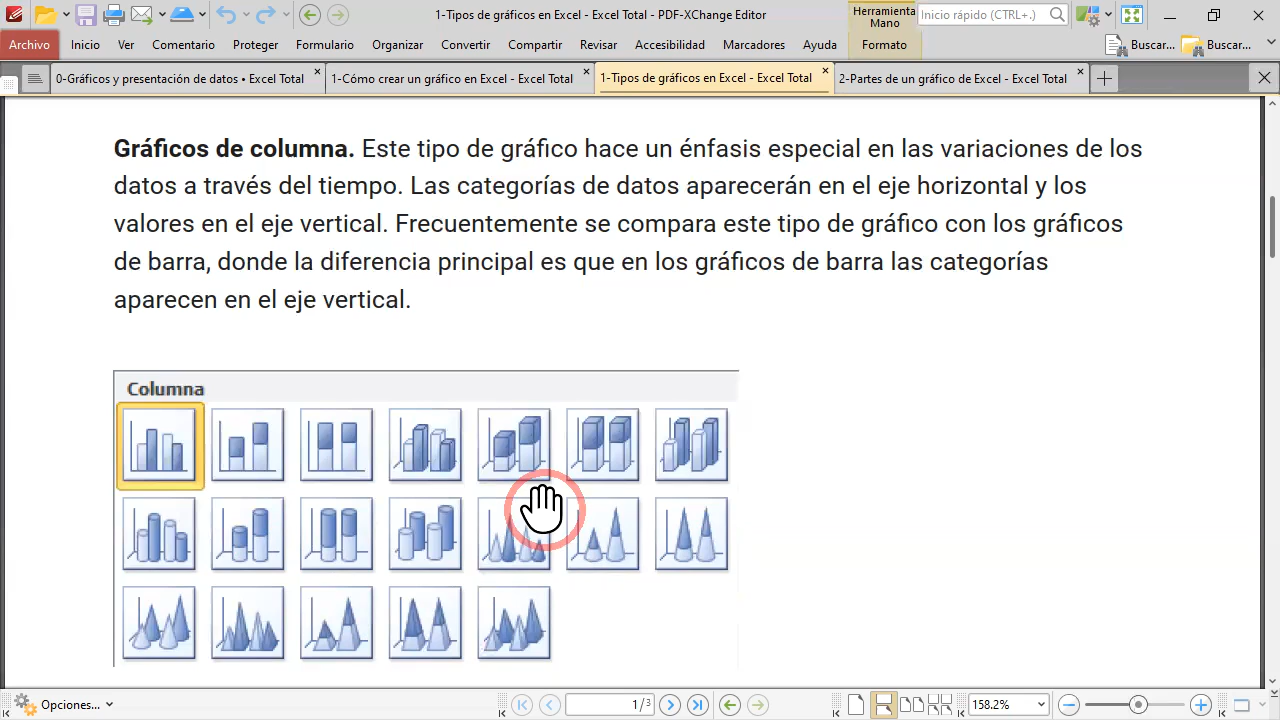 1-Tipos de gráficos en Excel - Excel Total - PDF-XChange Editor
Herramienta
Mano
Inicio rápido (CTRL+.)
Archivo
Inicio
Ver
Comentario
Proteger
Formulario
Organizar
Convertir
Compartir
Revisar
Accesibilidad
Marcadores
Ayuda
Formato
Buscar...
Buscar...
0-Gráficos y presentación de datos • Excel Total
1-Cómo crear un gráfico en Excel - Excel Total
1-Tipos de gráficos en Excel - Excel Total
2-Partes de un gráfico de Excel - Excel Total
Gráficos de columna. Este tipo de gráfico hace un énfasis especial en las variaciones de los
datos a través del tiempo. Las categorías de datos aparecerán en el eje horizontal y los
valores en el eje vertical. Frecuentemente se compara este tipo de gráfico con los gráficos
de barra, donde la diferencia principal es que en los gráficos de barra las categorías
aparecen en el eje vertical.
Columna
Opciones...
1/3
158.2%